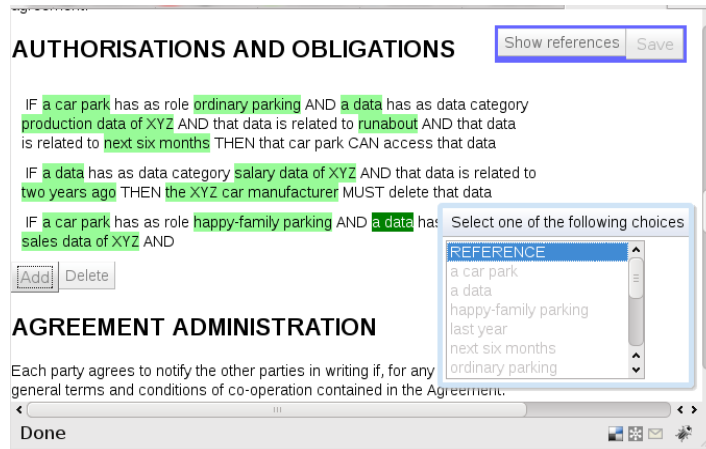 agreement.
AUTHORISATIONS AND OBLIGATIONS
Show references Save
IF a car park has as role ordinary parking AND a data has as data category
production data of XYZ AND that data is related to runabout AND that data
is related to next six months THEN that car park CAN access that data
IF a data has as data category salary data of XYZ AND that data is related to
two years ago THEN the XYZ car manufacturer MUST delete that data
IF a car park has as role happy-family parking AND a data has
sales data of XYZ AND
Select one of the following choices
REFERENCE
a car park
a data
happy-family parking
last year
next six months
ordinary parking
Add Delete
AGREEMENT ADMINISTRATION
Each party agrees to notify the other parties in writing if, for any
general terms and conditions of co-operation contained in the Agreement.
Done